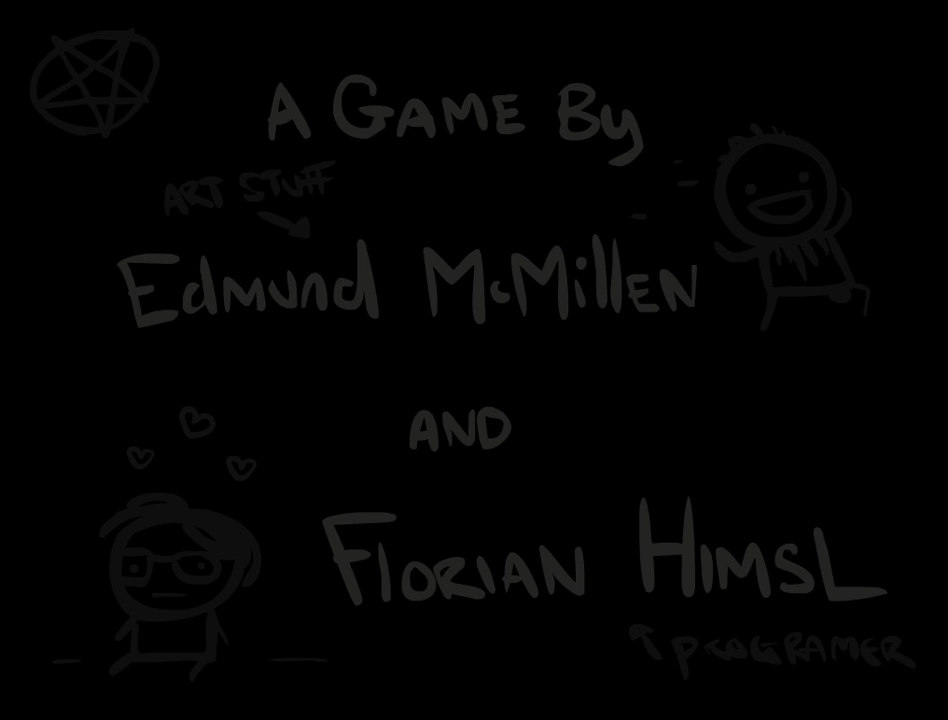 A GAME BY
ART STUFF
Edmund McMillen
AND
FLORIAN HIMSL
PROGRAMER